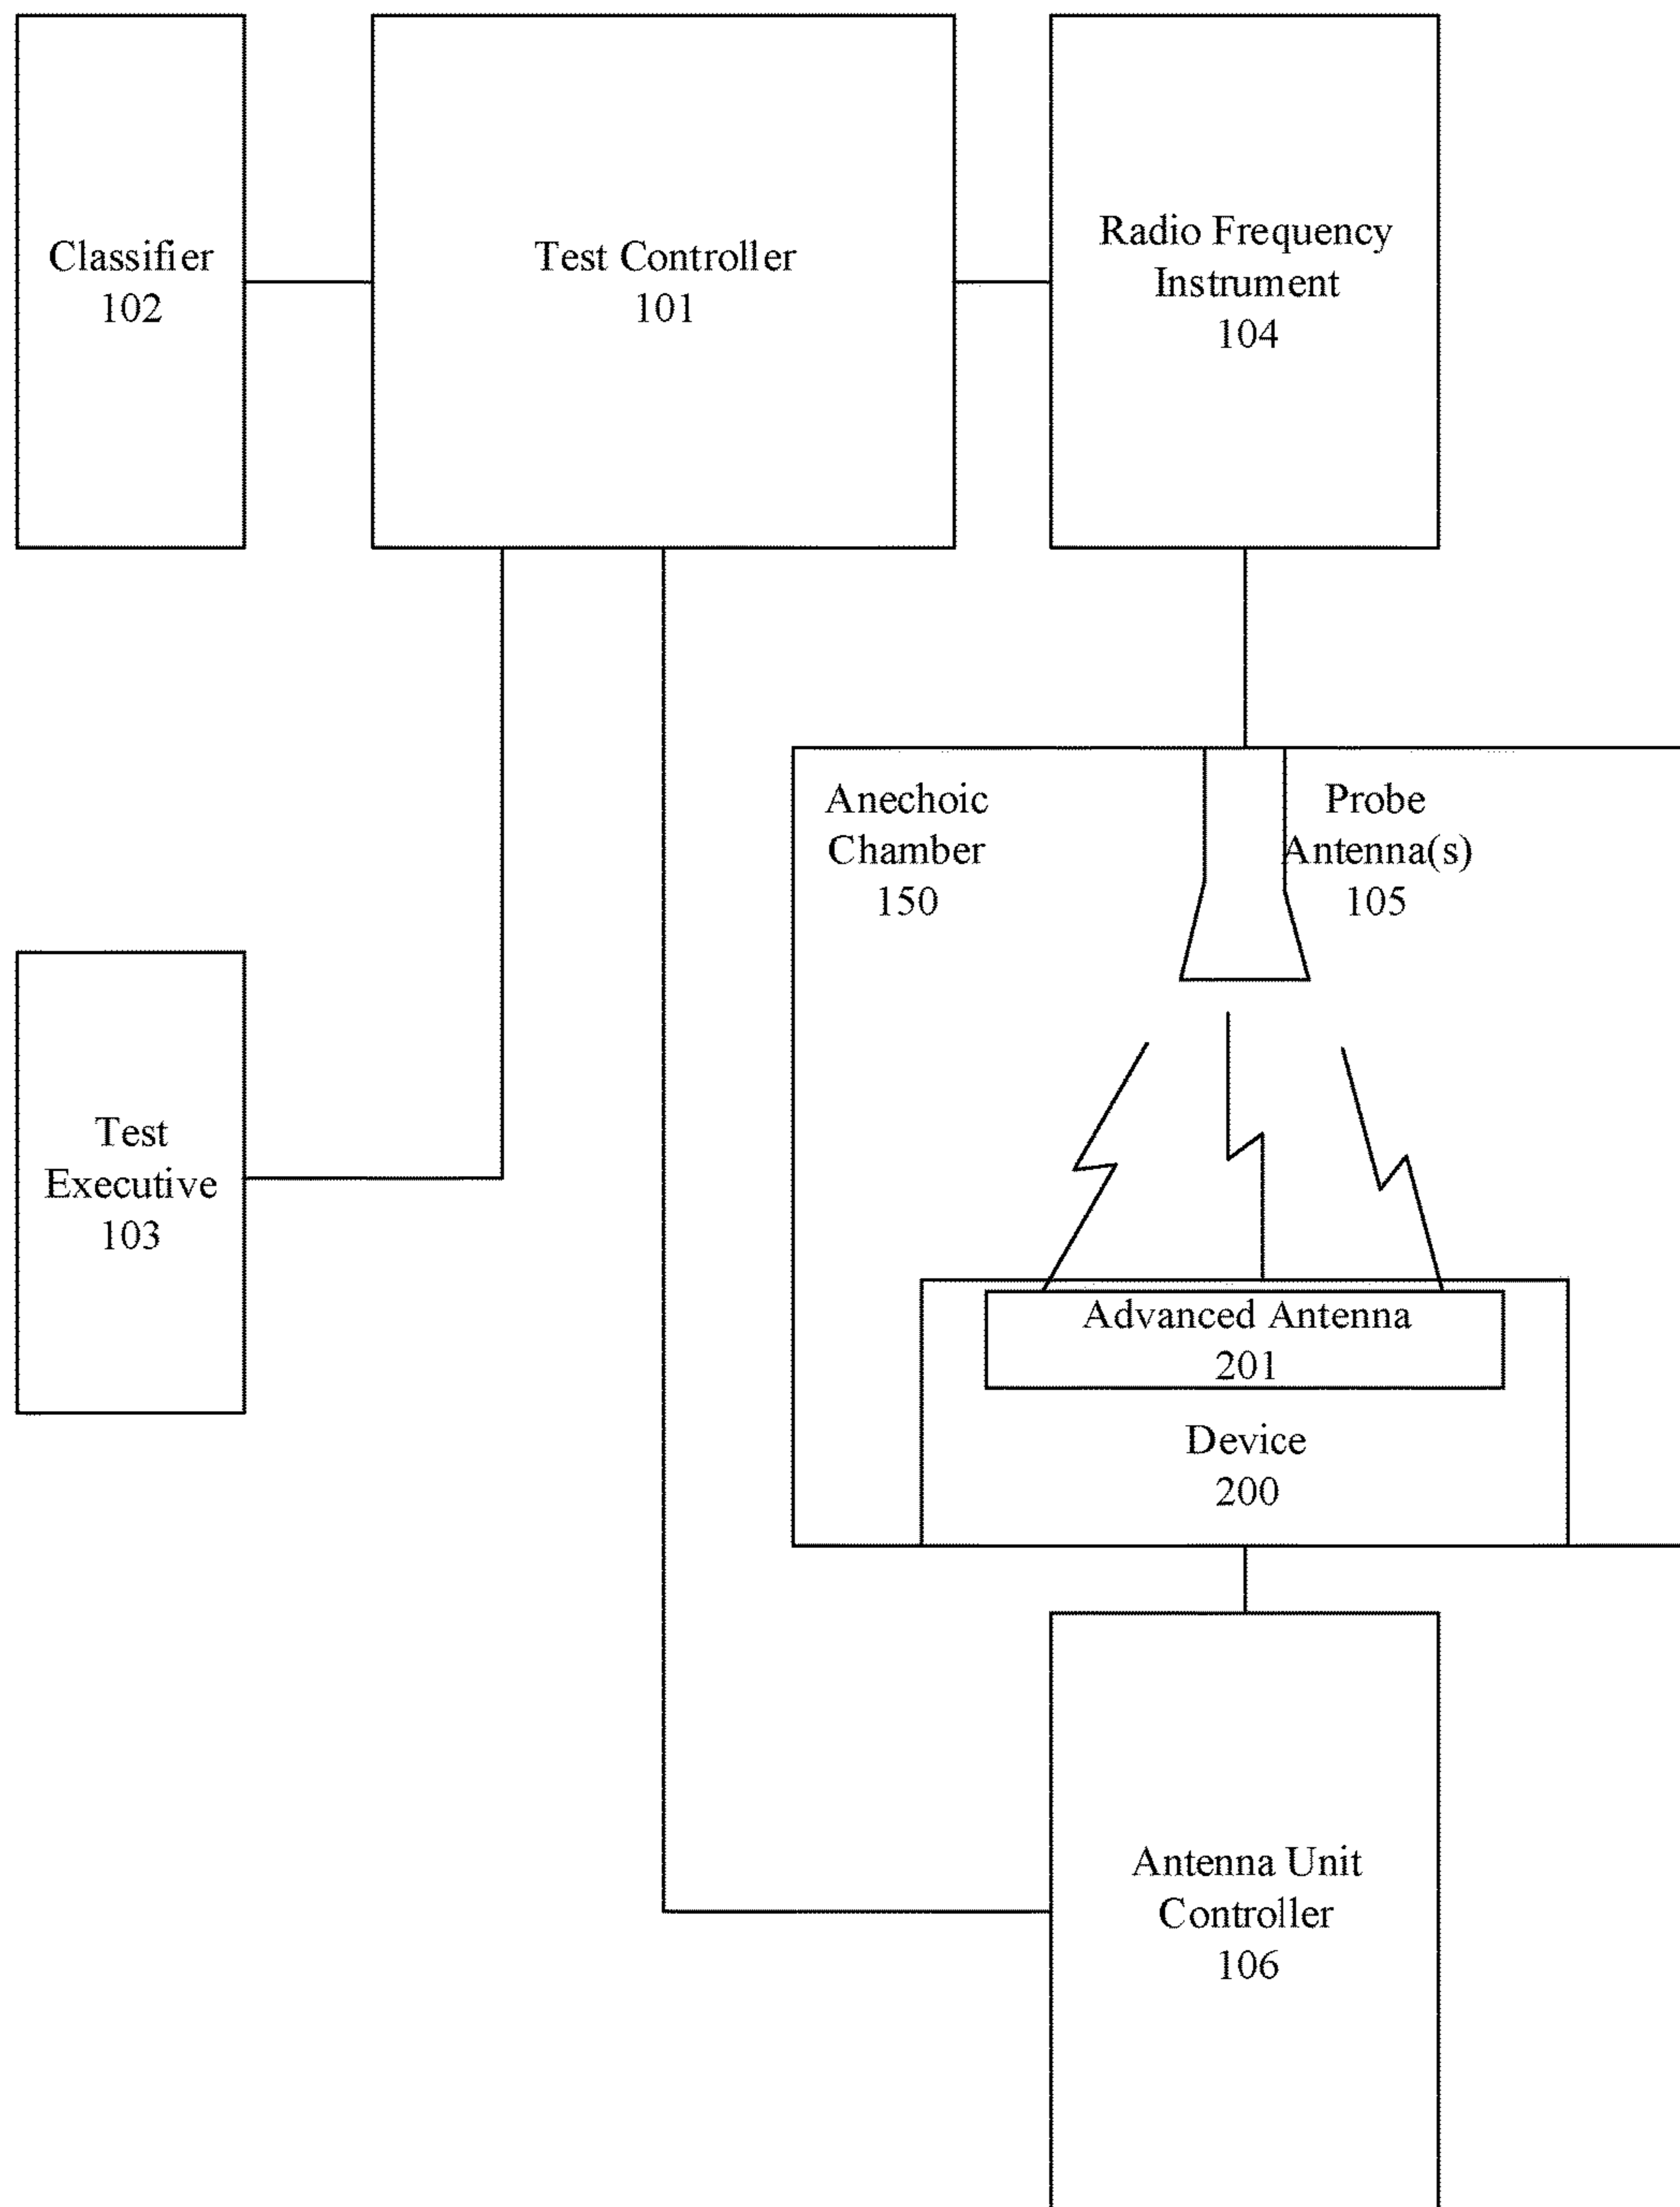 Classifier
102
Test Controller
101
Radio Frequency
Instrument
104
Anechoic
Chamber
150
Probe
Antenna(s)
105
Test
Executive
103
Advanced Antenna
201
Device
200
Antenna Unit
Controller
106